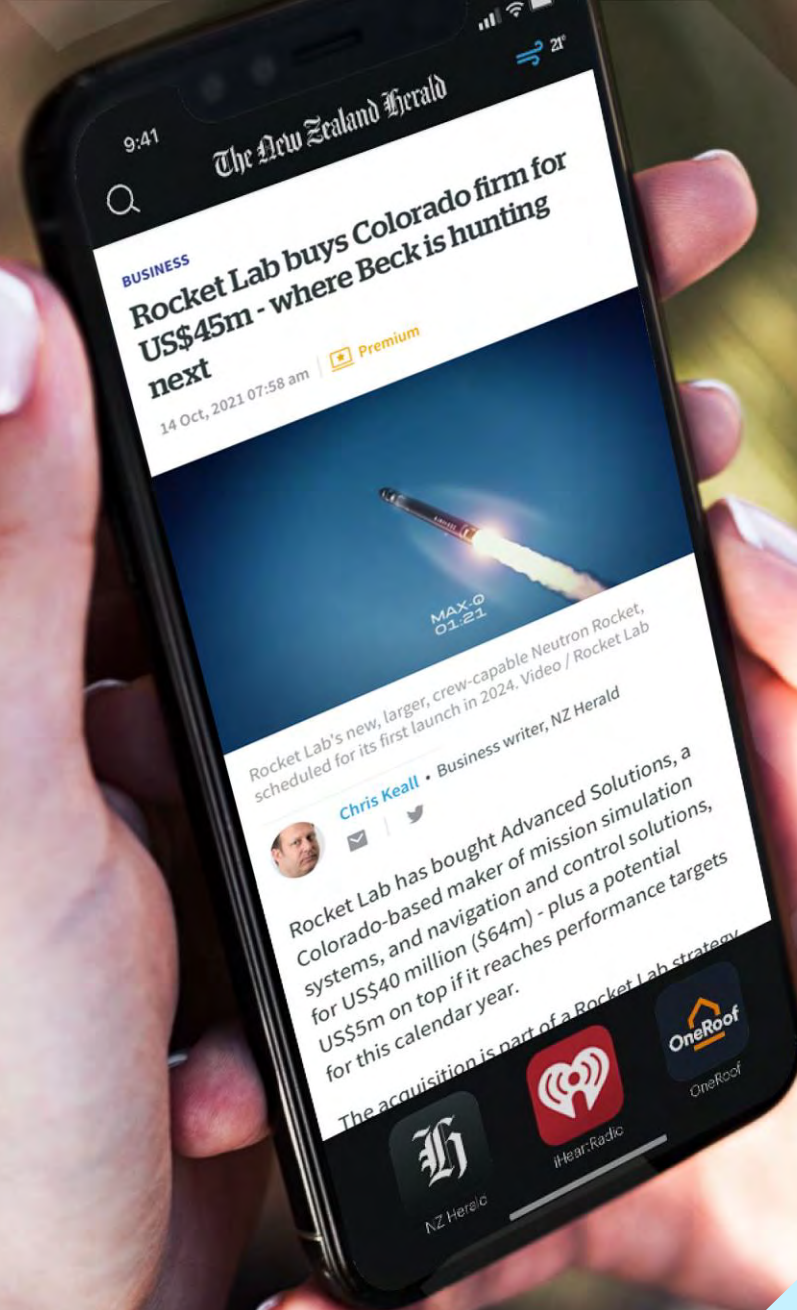 9:41
21°
The New Zealand Herald
BUSINESS
Rocket Lab buys Colorado firm for
US$45m - where Beck is hunting
next
14 Oct, 2021 07:58 am
Premium
MAX-Q
01:21
Rocket Lab's new, larger, crew-capable Neutron Rocket,
scheduled for its first launch in 2024. Video / Rocket Lab
Chris Keall • Business writer, NZ Herald
Rocket Lab has bought Advanced Solutions, a
Colorado-based maker of mission simulation
systems, and navigation and control solutions,
for US$40 million ($64m) - plus a potential
US$5m on top if it reaches performance targets
for this calendar year.
The acquisition is part of a Rocket Lab strategy
NZ Herald
iHeartRadio
OneRoof
OneRoof